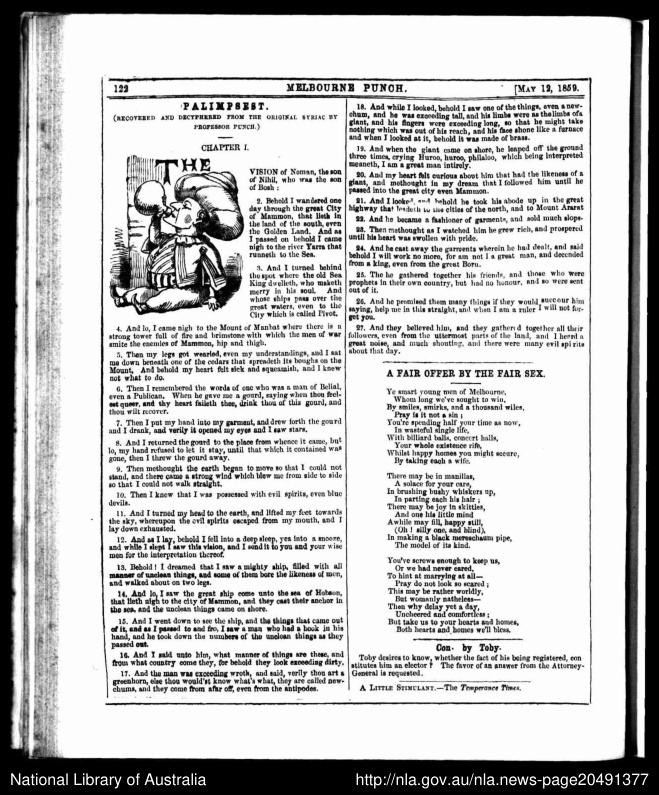 122
MELBOURNE PUNCH.
[MAY 12, 1859.
PALIMPSEST.
(RECOVERED AND DECYPHERED FROM THE ORIGINAL SYRIAC BY
PROFESSOR PUNCH.)
CHAPTER I.
THE
VISION of Noman, the son
of Nihil, who was the son
of Bosh:
2. Behold I wandered one
day through the great City
of Mammon, that lieth in
the land of the south, even
the Golden Land. And as
I passed on behold I came
nigh to the river Yarra that
runneth to the Sea.
3. And I turned behind
the spot where the old Sea
King dwelleth, who maketh
merry in his soul. And
whose ships pass over the
great waters, even to the
City which is called Pivot.
4. And lo, I came nigh to the Mount of Manbat where there is a
strong tower full of fire and brimstone with which the men of war
smite the enemies of Mammon, hip and thigh.
5. Then my legs got wearied, even my understandings, and I sat
me down beneath one of the cedars that spreadeth its boughs on the
Mount, And behold my heart felt sick and squeamish, and I knew
not what to do.
6. Then I remembered the words of one who was a man of Belial,
even a Publican. When he gave me a gourd, saying when thou feel-
est queer, and thy heart faileth thee, drink thou of this gourd, and
thou wilt recover.
7. Then I put my hand into my garment, and drew forth the gourd
and I drank, and verily it opened my eyes and I saw stars.
8. And I returned the gourd to the place from whence it came, but
lo, my hand refused to let it stay, until that which it contained was
gone, then I threw the gourd away.
9. Then methought the earth began to move so that I could not
stand, and there came a strong wind which blew me from side to side
so that I could not walk straight.
10. Then I knew that I was possessed with evil spirits, even blue
devils.
11. And I turned my head to the earth, and lifted my feet towards
the sky, whereupon the evil spirits escaped from my mouth, and I
lay down exhausted.
12. And as I lay, behold I fell into a deep sleep, yea into a snooze,
and while I slept I saw this vision, and I send it to you and your wise
men for the interpretation thereof.
13. Behold! I dreamed that I saw a mighty ship, filled with all
manner of unclean things, and some of them bore the likeness of men,
and walked about on two legs.
14. And lo, I saw the great ship come unto the sea of Hobson,
that lieth nigh to the city of Mammon, and they cast their anchor in
the sea, and the unclean things came on shore.
15. And I went down to see the ship, and the things that came out
of it, and as I passed to and fro, I saw a man who had a book in his
hand, and he took down the numbers of the unclean things as they
passed out.
16. And I said unto him, what manner of things are these, and
from what country come they, for behold they look exceeding dirty.
17. And the man was exceeding wroth, and said, verily thou art a
greenhorn, else thou would'st know what's what, they are called new-
chums, and they come from afar off, even from the antipodes.
18. And while I looked, behold I saw one of the things, even a new-
chum, and he was exceeding tall, and his limbs were as the limbs of a
giant, and his fingers were exceeding long, so that he might take
nothing which was out of his reach, and his face shone like a furnace
and when I looked at it, behold it was made of brass.
19. And when the giant came on shore, he leaped off the ground
three times, crying Huroo, huroo, philaloo, which being interpreted
meaneth, I am a great man intirely.
20. And my heart felt curious about him that had the likeness of a
giant, and methought in my dream that I followed him until he
passed into the great city even Mammon.
21. And I looked, and behold he took his abode up in the great
highway that leadeth to the cities of the north, and to Mount Ararat
22. And he became a fashioner of garments, and sold much slops.
23. Then methought as I watched him he grew rich, and prospered
until his heart was swollen with pride.
24. And he cast away the garments wherein he had dealt, and said
behold I will work no more, for am not I a great man, and decended
from a king, even from the great Boru.
25. The he gathered together his friends, and those who were
prophets in their own country, but had no honour, and so were sent
out of it.
26. And he promised them many things if they would succour him
saying, help me in this straight, and when I am a ruler I will not for-
get you.
27. And they believed him, and they gatherd together all their
followers, even from the uttermost parts of the land, and I heard a
great noise, and much shouting, and there were many evil spirits
about that day.
A FAIR OFFER BY THE FAIR SEX.
Ye smart young men of Melbourne,
Whom long we've sought to win,
By smiles, smirks, and a thousand wiles,
Pray is it not a sin;
You're spending half your time as now,
In wasteful single life,
With billiard balls, concert halls,
Your whole existence rife,
Whilst happy homes you might secure,
By taking each a wife.
There may be in manillas,
A solace for your care,
In brushing bushy whiskers up,
In parting each his hair;
There may be joy in skittles,
And one his little mind
Awhile may fill, happy still,
(Oh! silly one, and blind),
In making a black merschaum pipe,
The model of its kind.
You've screws enough to keep us,
Or we had never cared,
To hint at marrying at all—
Pray do not look so scared;
This may be rather worldly,
But womanly natheless—
Then why delay yet a day,
Uncheered and comfortless;
But take us to your hearts and homes,
Both hearts and homes we'll bless.
Con. by Toby.
Toby desires to know, whether the fact of his being registered, con
stitutes him an elector? The favor of an answer from the Attorney-
General is requested.
A LITTLE STIMULANT.—The Temperance Times.
National Library of Australia
http://nla.gov.au/nla.news-page20491377